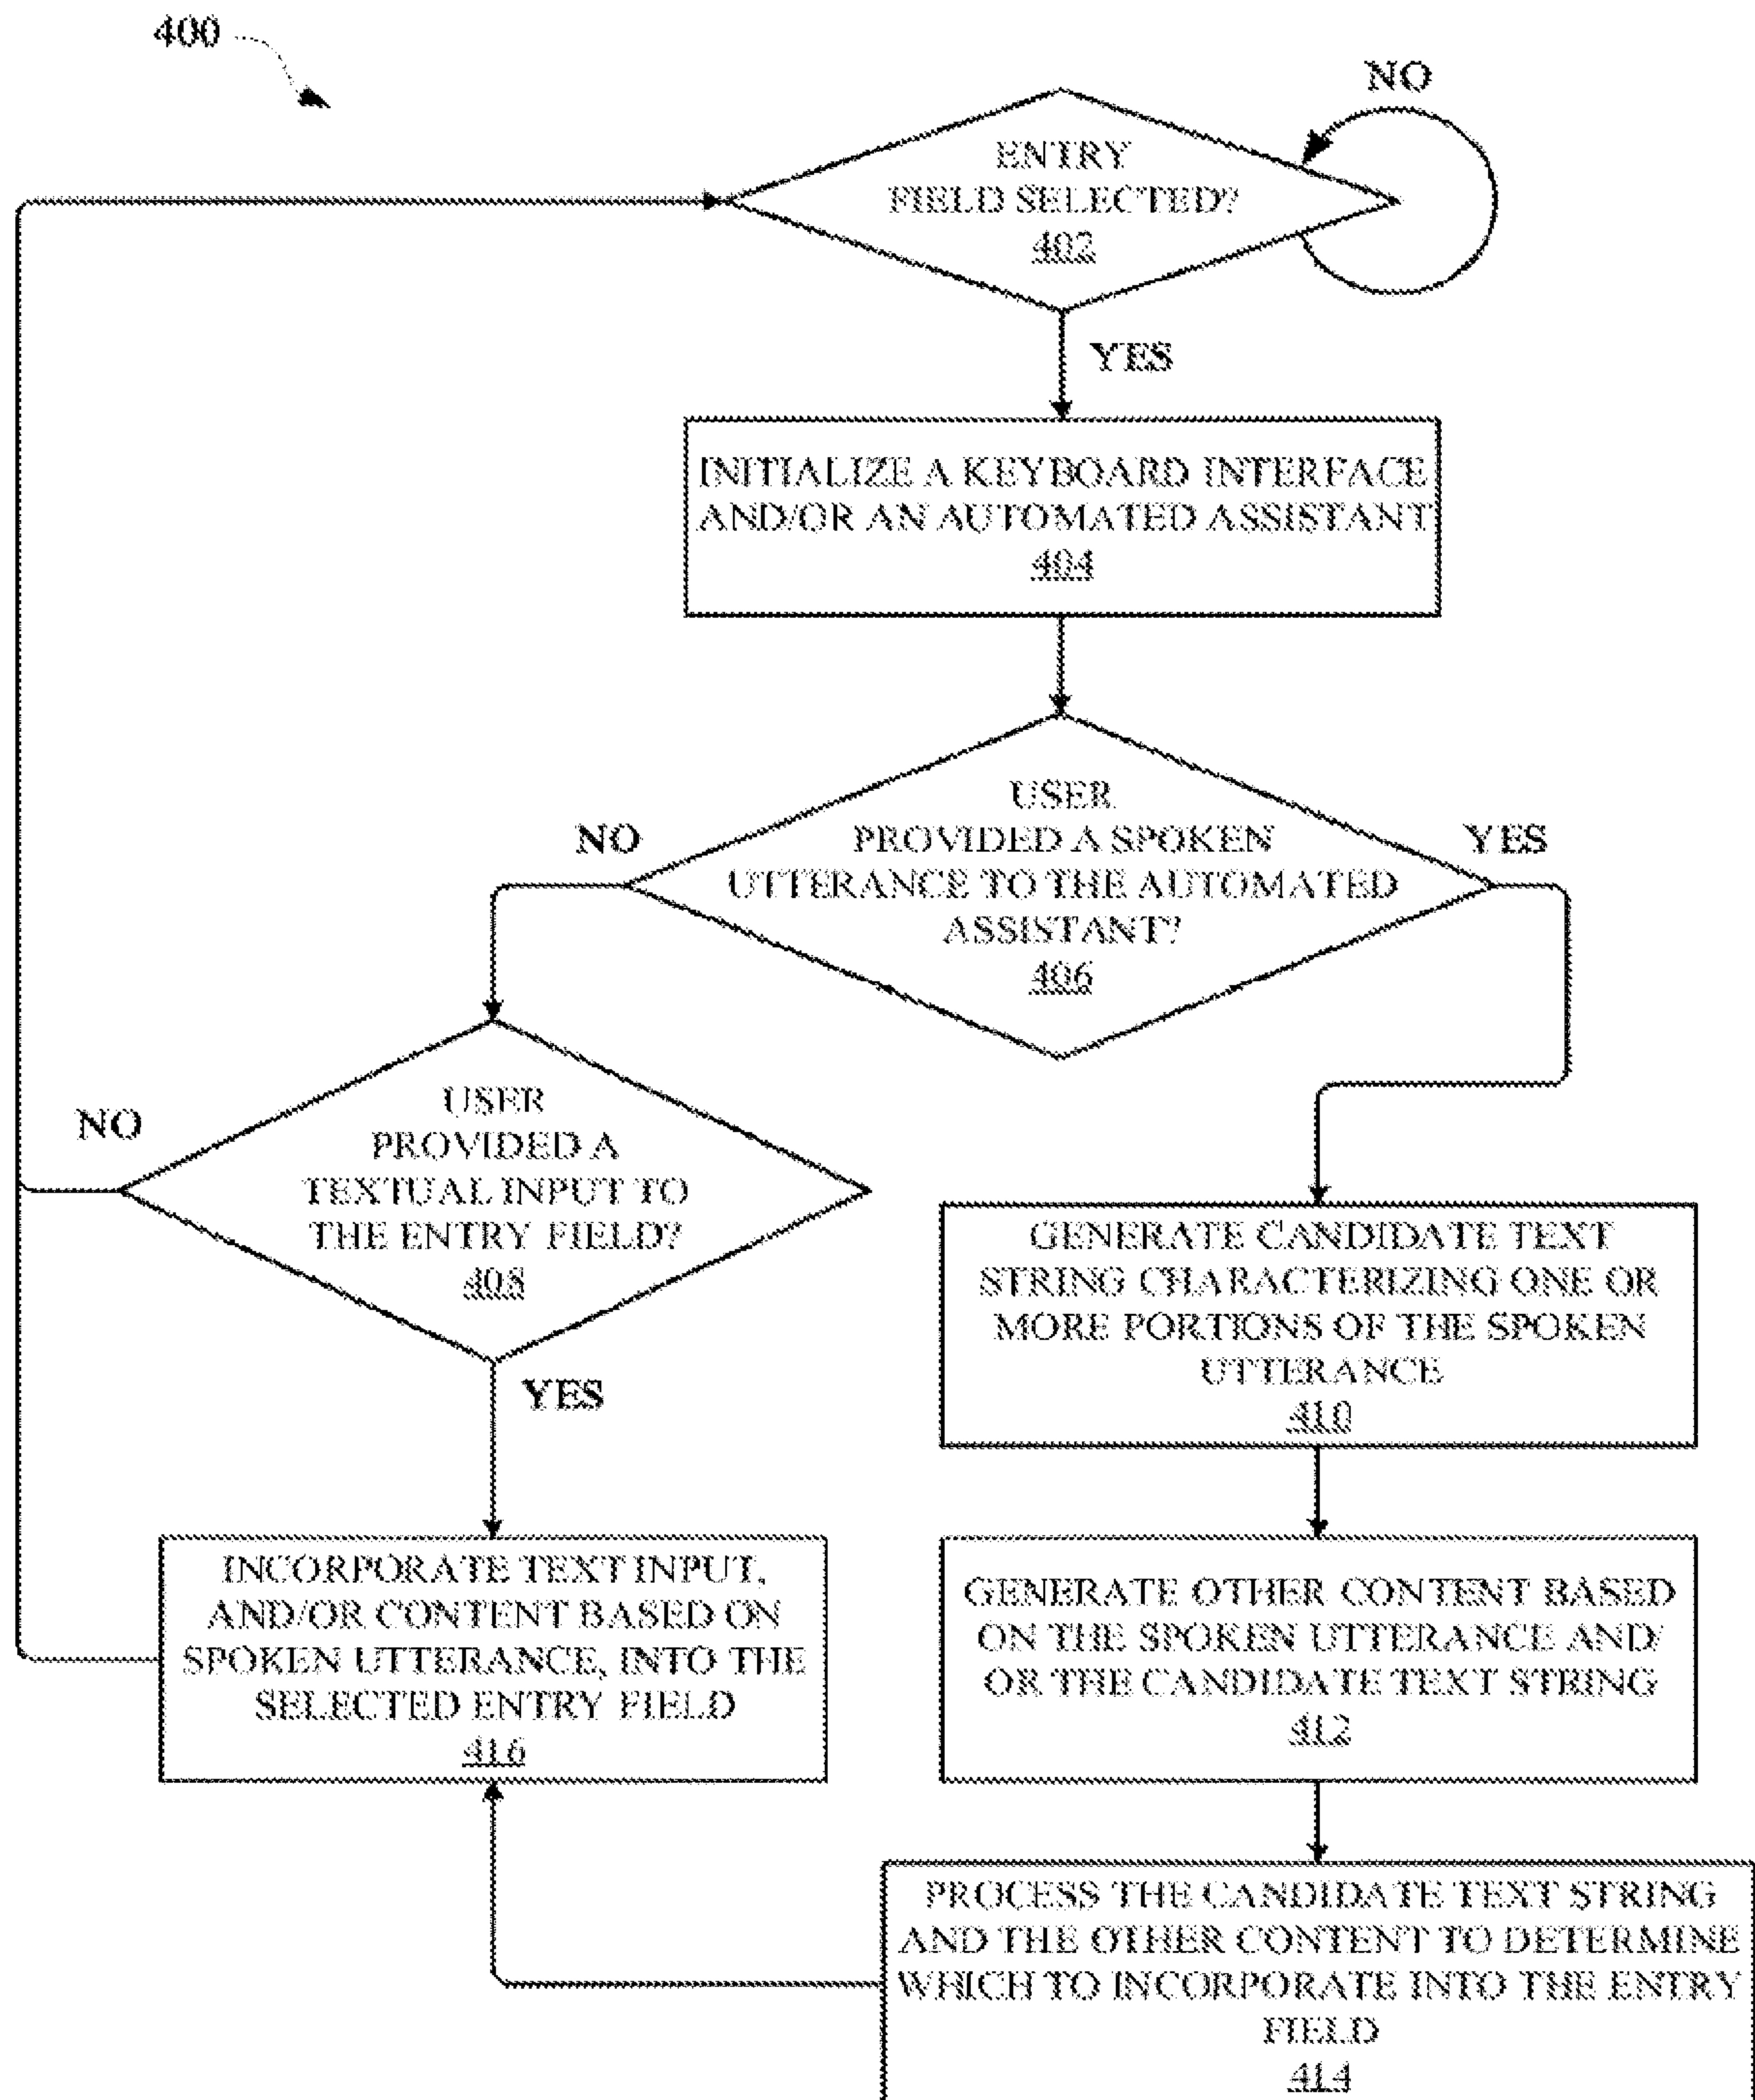 400
NO
ENTRY
FIELD SELECTED?
402
YES
INITIALIZE A KEYBOARD INTERFACE
AND/OR AN AUTOMATED ASSISTANT
404
USER
PROVIDED A SPOKEN
UTTERANCE TO THE AUTOMATED
ASSISTANT?
406
NO
YES
USER
PROVIDED A
TEXTUAL INPUT TO
THE ENTRY FIELD?
408
NO
YES
GENERATE CANDIDATE TEXT
STRING CHARACTERIZING ONE OR
MORE PORTIONS OF THE SPOKEN
UTTERANCE
410
INCORPORATE TEXT INPUT,
AND/OR CONTENT BASED ON
SPOKEN UTTERANCE, INTO THE
SELECTED ENTRY FIELD
416
GENERATE OTHER CONTENT BASED
ON THE SPOKEN UTTERANCE AND/
OR THE CANDIDATE TEXT STRING
412
PROCESS THE CANDIDATE TEXT STRING
AND THE OTHER CONTENT TO DETERMINE
WHICH TO INCORPORATE INTO THE ENTRY
FIELD
414